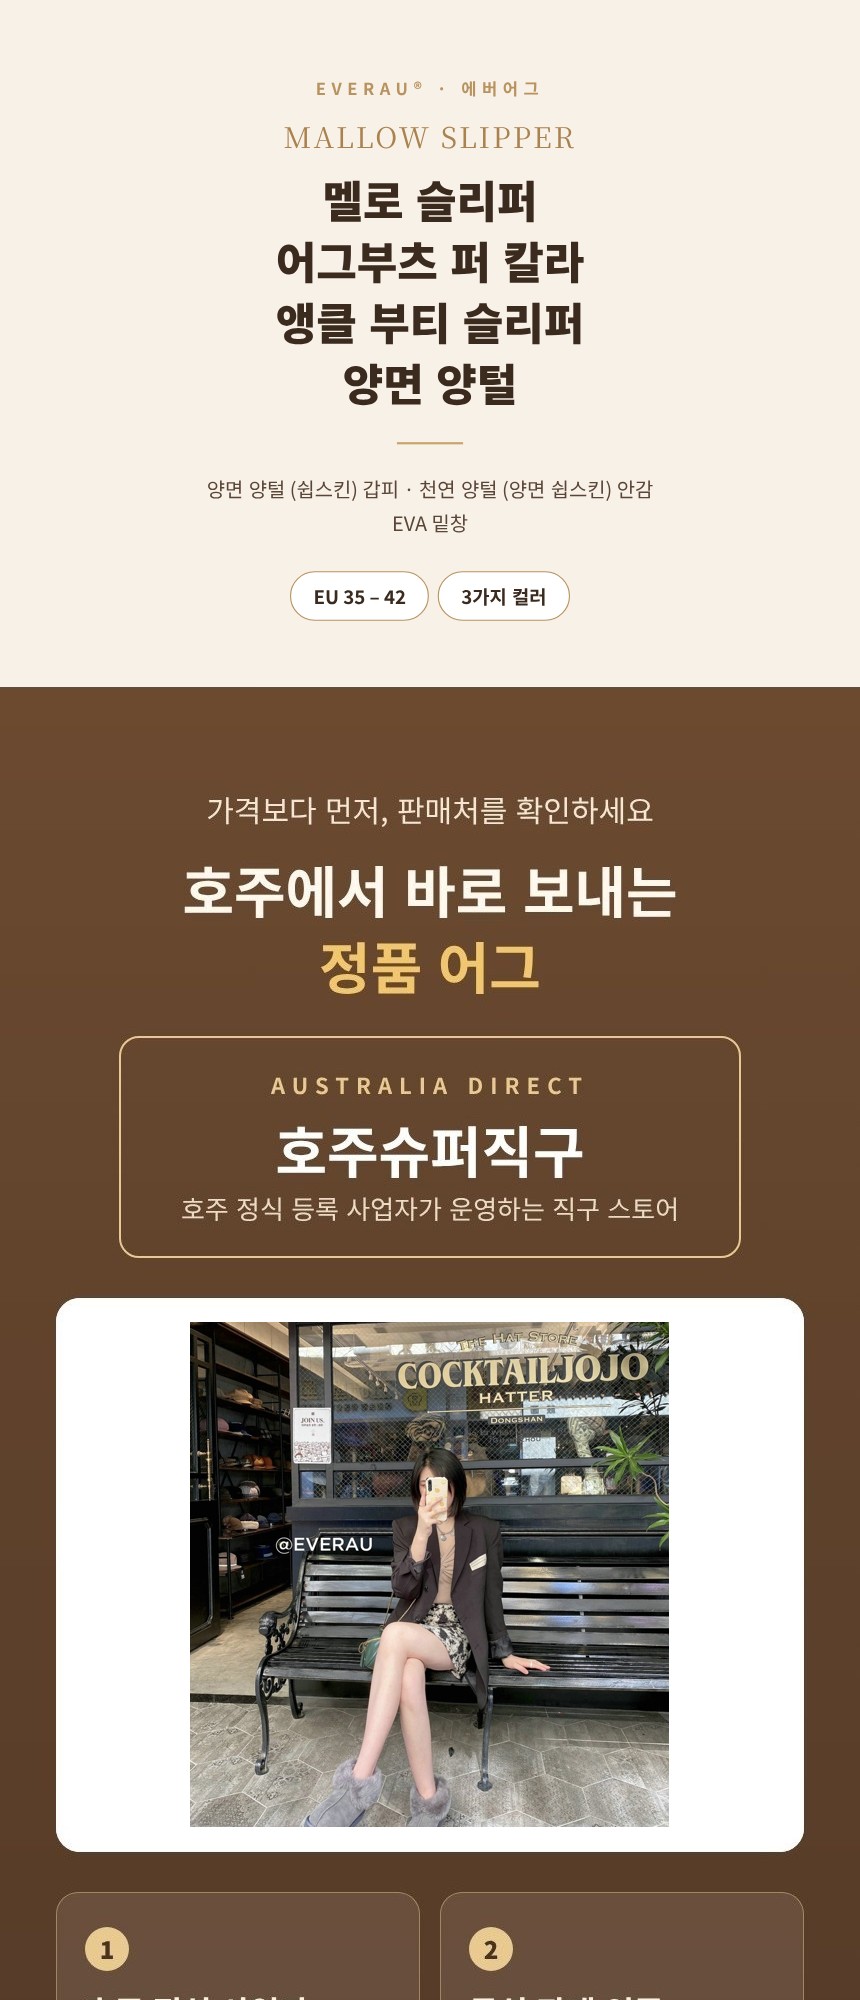 EVERAU® · 에버어그
MALLOW SLIPPER
멜로 슬리퍼
어그부츠 퍼 칼라
앵클 부티 슬리퍼
양면 양털
양면 양털 (쉽스킨) 갑피 · 천연 양털 (양면 쉽스킨) 안감
EVA 밑창
EU 35 – 42
3가지 컬러
가격보다 먼저, 판매처를 확인하세요
호주에서 바로 보내는
정품 어그
AUSTRALIA DIRECT
호주슈퍼직구
호주 정식 등록 사업자가 운영하는 직구 스토어
THE HAT STORE
COCKTAILJOJO
HATTER
DONGSHAN
JOIN US.
@EVERAU
1
2